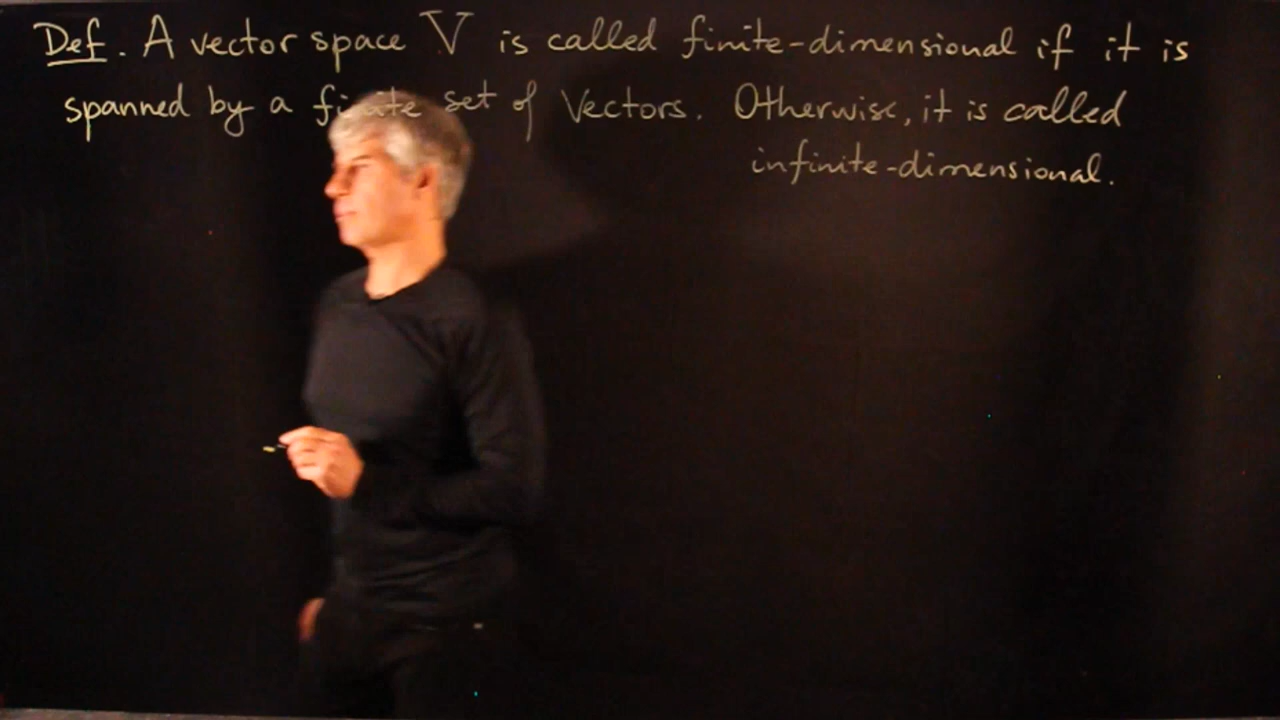 Def. A vector space V is called finite-dimensional if it is
spanned by a finite set of vectors. Otherwise, it is called
infinite-dimensional.